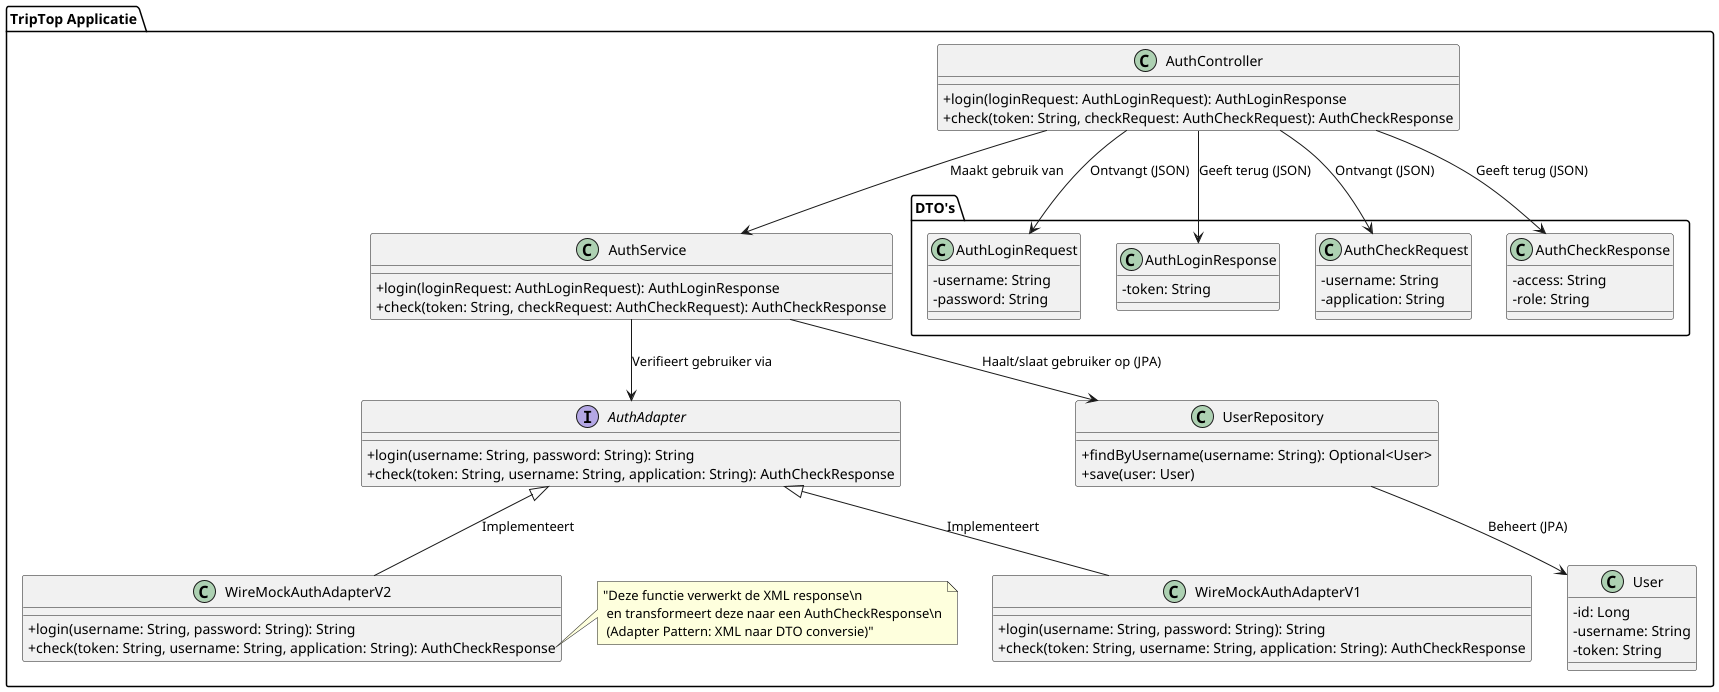 TripTop Applicatie
C AuthController
+login(loginRequest: AuthLoginRequest): AuthLoginResponse
+check(token: String, checkRequest: AuthCheckRequest): AuthCheckResponse
Maakt gebruik van
Ontvangt (JSON)
Geeft terug (JSON)
Ontvangt (JSON)
Geeft terug (JSON)
DTO's
C AuthService
+login(loginRequest: AuthLoginRequest): AuthLoginResponse
+check(token: String, checkRequest: AuthCheckRequest): AuthCheckResponse
C AuthLoginRequest
-username: String
-password: String
C AuthLoginResponse
-token: String
C AuthCheckRequest
-username: String
-application: String
C AuthCheckResponse
-access: String
-role: String
Verifieert gebruiker via
Haalt/slaat gebruiker op (JPA)
I AuthAdapter
+login(username: String, password: String): String
+check(token: String, username: String, application: String): AuthCheckResponse
C UserRepository
+findByUsername(username: String): Optional<User>
+save(user: User)
Implementeert
Implementeert
Beheert (JPA)
C WireMockAuthAdapterV2
+login(username: String, password: String): String
+check(token: String, username: String, application: String): AuthCheckResponse
"Deze functie verwerkt de XML response\n
en transformeert deze naar een AuthCheckResponse\n
(Adapter Pattern: XML naar DTO conversie)"
C WireMockAuthAdapterV1
+login(username: String, password: String): String
+check(token: String, username: String, application: String): AuthCheckResponse
C User
-id: Long
-username: String
-token: String